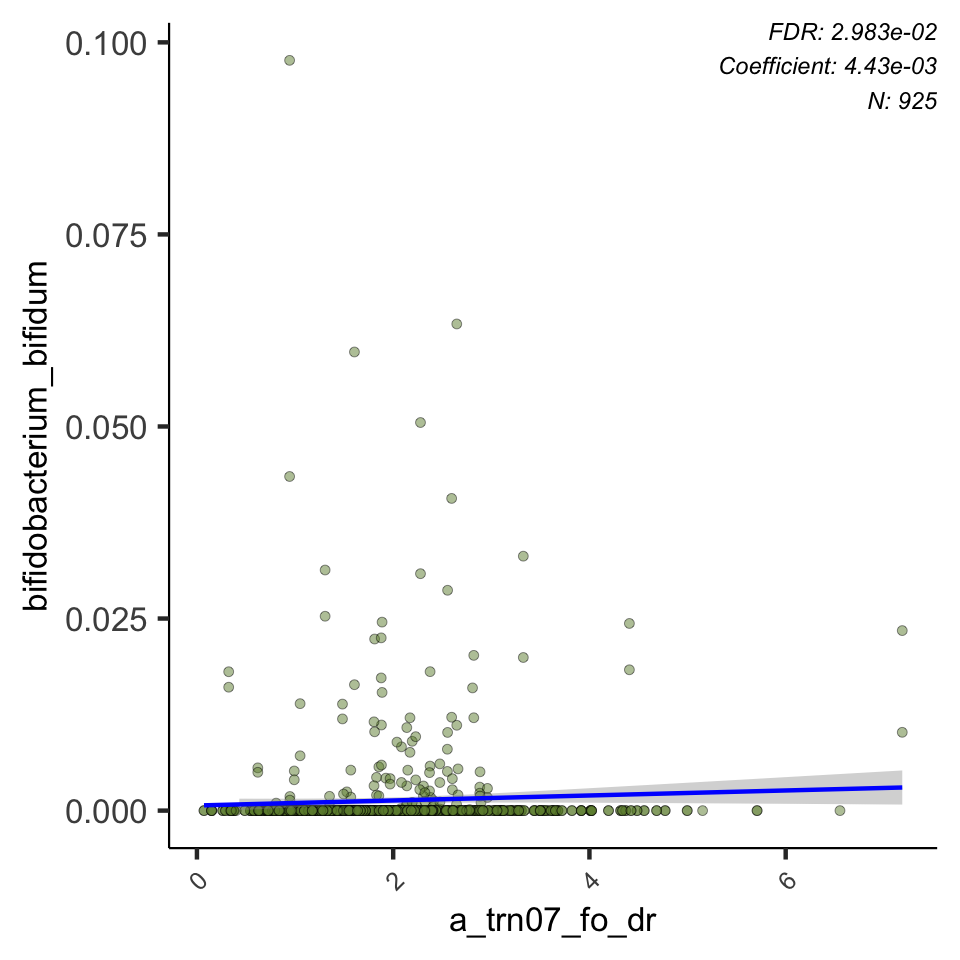 FDR: 2.983e-02
Coefficient: 4.43e-03
N: 925
0.100
0.075
0.050
0.025
0.000
bifidobacterium_bifidum
0
2
4
6
a_trn07_fo_dr